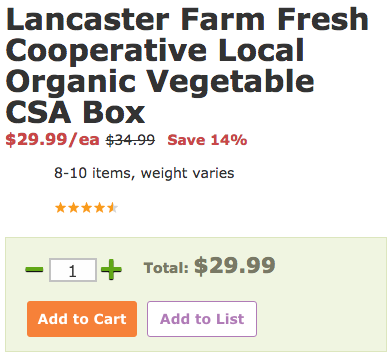 Lancaster Farm Fresh
Cooperative Local
Organic Vegetable
CSA Box
$29.99/ea $34.99 Save 14%
8-10 items, weight varies
1 Total: $29.99
Add to Cart Add to List